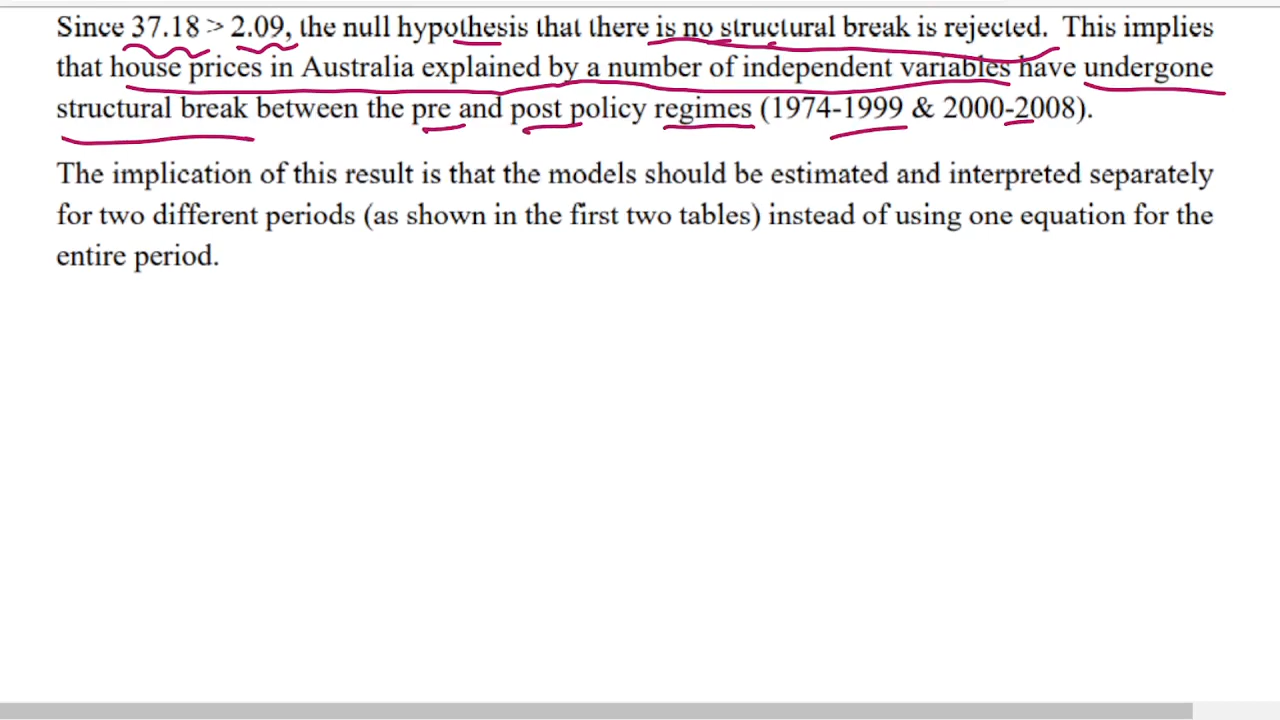 Since 37.18 > 2.09, the null hypothesis that there is no structural break is rejected. This implies
that house prices in Australia explained by a number of independent variables have undergone
structural break between the pre and post policy regimes (1974-1999 & 2000-2008).
The implication of this result is that the models should be estimated and interpreted separately
for two different periods (as shown in the first two tables) instead of using one equation for the
entire period.